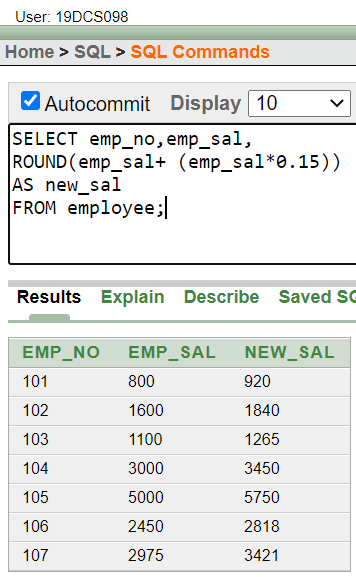 User: 19DCS098
Home > SQL > SQL Commands
Autocommit Display 10
SELECT emp_no,emp_sal,
ROUND(emp_sal+ (emp_sal*0.15))
AS new_sal
FROM employee;
Results Explain Describe Saved SQ
EMP_NO EMP_SAL NEW_SAL
101 800 920
102 1600 1840
103 1100 1265
104 3000 3450
105 5000 5750
106 2450 2818
107 2975 3421